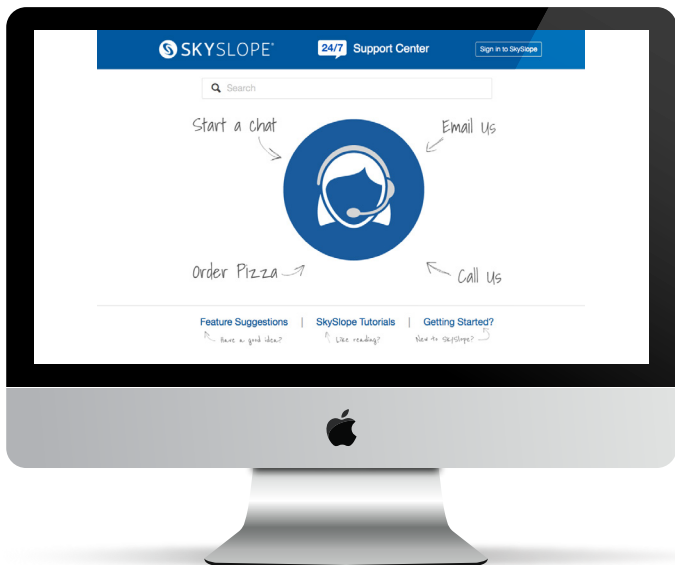 SKYSLOPE®
24/7 Support Center
Sign in to SkySlope
Search
Start a chat
Email Us
Order Pizza
Call Us
Feature Suggestions | SkySlope Tutorials | Getting Started?
Have a good idea?
Like reading?
New to SkySlope?